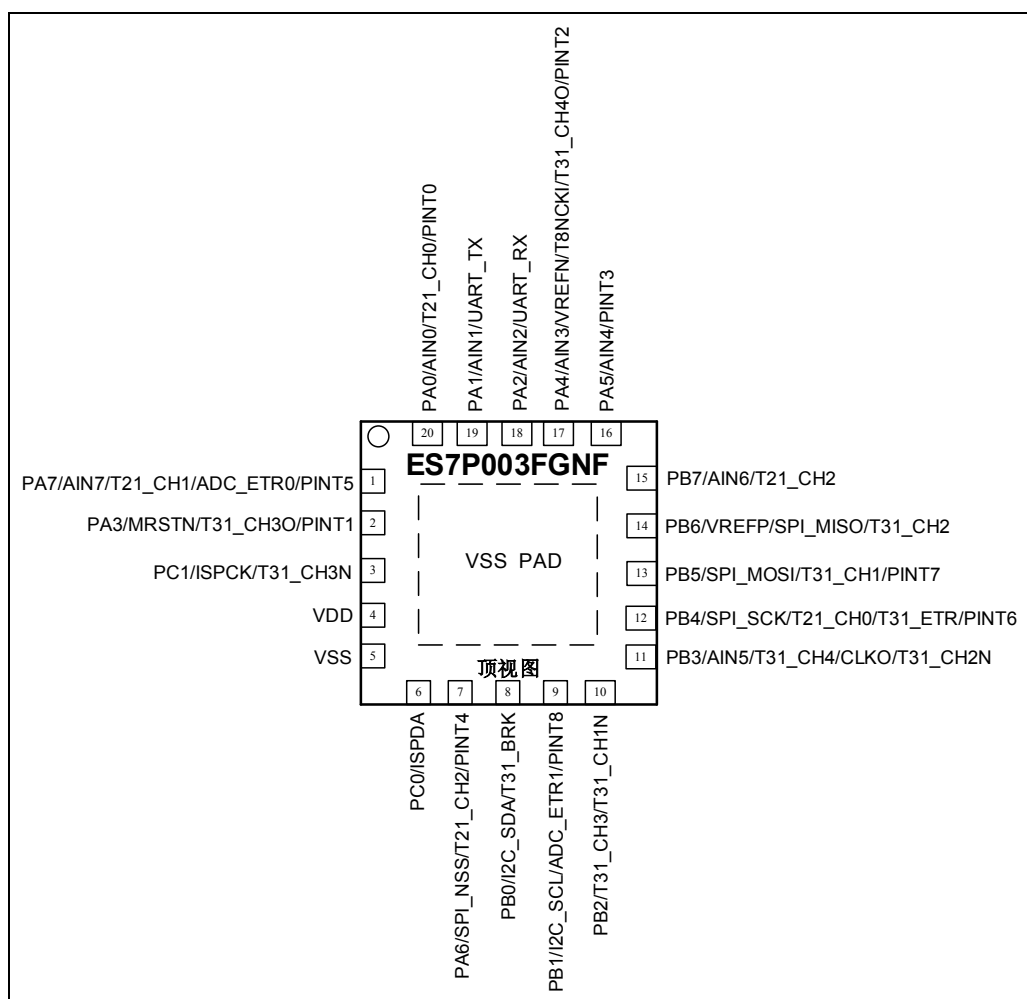 PA0/AIN0/T21_CH0/PINT0
PA1/AIN1/UART_TX
PA2/AIN2/UART_RX
PA4/AIN3/VREFN/T8NCKI/T31_CH4O/PINT2
PA5/AIN4/PINT3
20
19
18
17
16
ES7P003FGNF
PA7/AIN7/T21_CH1/ADC_ETR0/PINT5
1
PA3/MRSTN/T31_CH3O/PINT1
2
PC1/ISPCK/T31_CH3N
3
VDD
4
VSS
5
VSS PAD
15
PB7/AIN6/T21_CH2
14
PB6/VREFP/SPI_MISO/T31_CH2
13
PB5/SPI_MOSI/T31_CH1/PINT7
12
PB4/SPI_SCK/T21_CH0/T31_ETR/PINT6
11
PB3/AIN5/T31_CH4/CLKO/T31_CH2N
顶视图
6
7
8
9
10
PC0/ISPDA
PA6/SPI_NSS/T21_CH2/PINT4
PB0/I2C_SDA/T31_BRK
PB1/I2C_SCL/ADC_ETR1/PINT8
PB2/T31_CH3/T31_CH1N